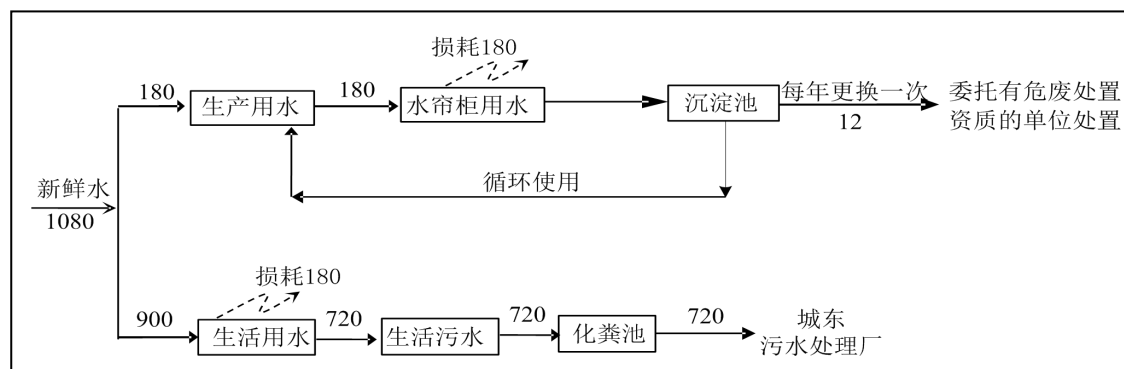 损耗180
180
生产用水
180
水帘柜用水
沉淀池
每年更换一次
12
委托有危废处置
资质的单位处置
循环使用
新鲜水
1080
损耗180
900
生活用水
720
生活污水
720
化粪池
720
城东
污水处理厂